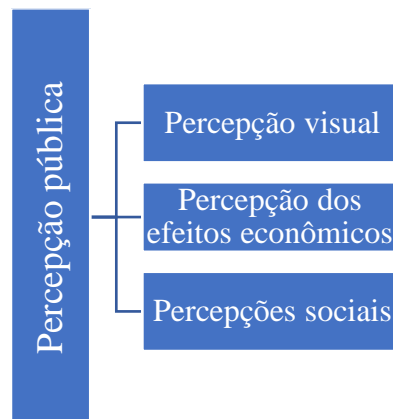 Percepção pública
Percepção visual
Percepção dos
efeitos econômicos
Percepções sociais